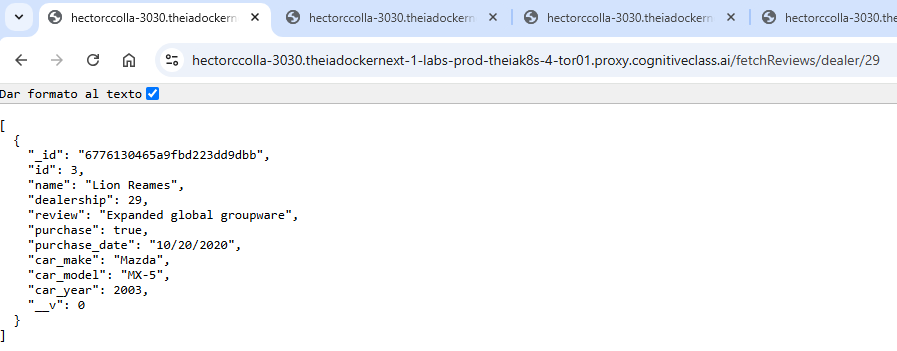 hectorccolla-3030.theiadockern
hectorccolla-3030.theiadockern
hectorccolla-3030.theiadockern
hectorccolla-3030.thei
hectorccolla-3030.theiadockernext-1-labs-prod-theiak8s-4-tor01.proxy.cognitiveclass.ai/fetchReviews/dealer/29
Dar formato al texto
[
  {
    "_id": "6776130465a9fbd223dd9dbb",
    "id": 3,
    "name": "Lion Reames",
    "dealership": 29,
    "review": "Expanded global groupware",
    "purchase": true,
    "purchase_date": "10/20/2020",
    "car_make": "Mazda",
    "car_model": "MX-5",
    "car_year": 2003,
    "__v": 0
  }
]